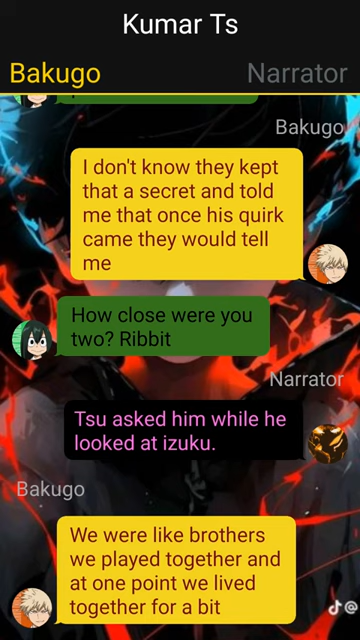 Kumar Ts
Bakugo
Narrator
Bakugo
I don't know they kept
that a secret and told
me that once his quirk
came they would tell
me
How close were you
two? Ribbit
Narrator
Tsu asked him while he
looked at izuku.
Bakugo
We were like brothers
we played together and
at one point we lived
together for a bit
@